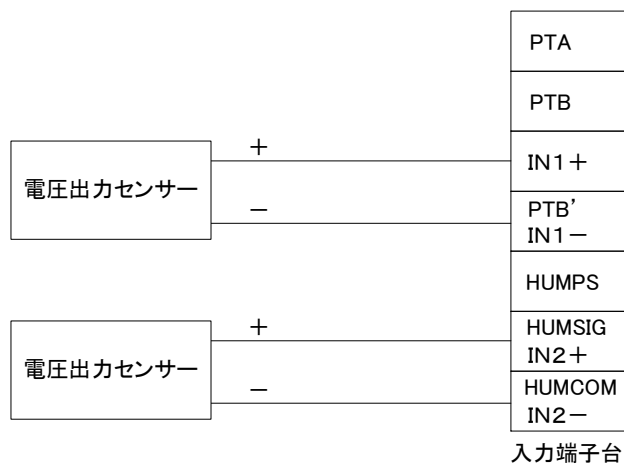 PTA
PTB
電圧出力センサー
+
IN1+
−
PTB’
IN1−
HUMPS
電圧出力センサー
+
HUMSIG
IN2+
−
HUMCOM
IN2−
入力端子台